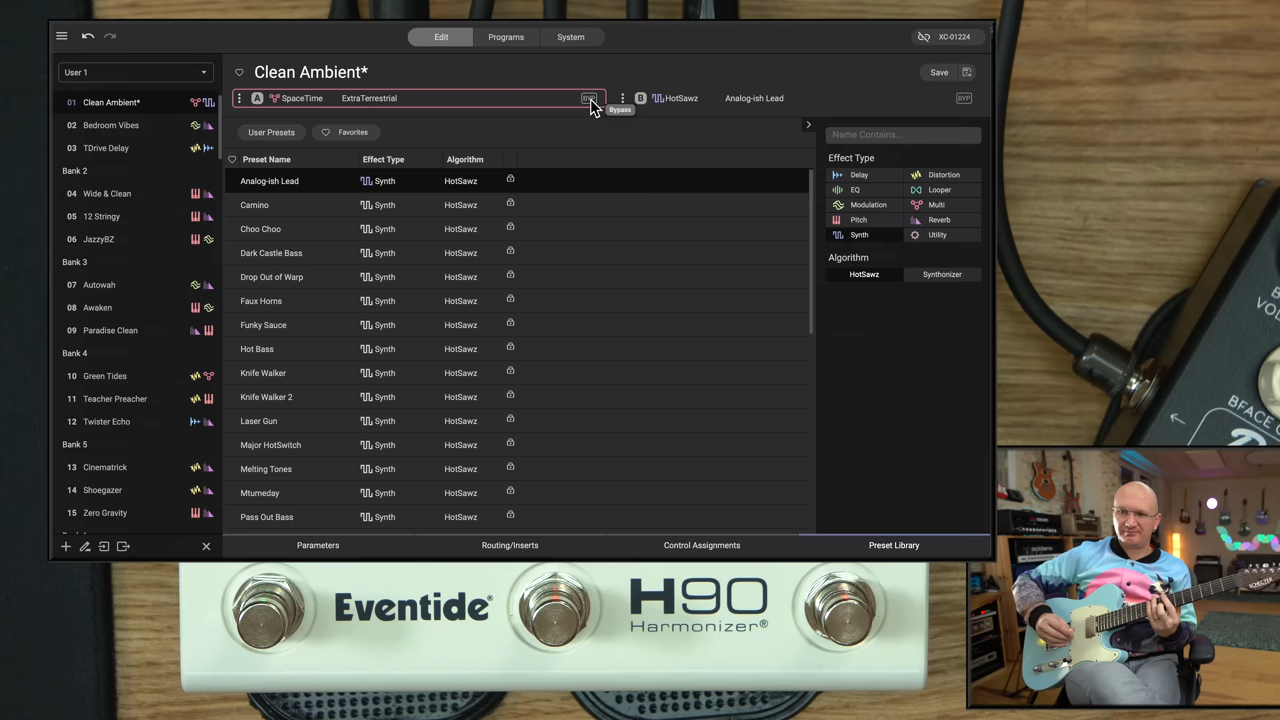 Edit Programs System XC-01224
User 1
Clean Ambient*
Save
A SpaceTime ExtraTerrestrial BYP
B HotSawz Analog-ish Lead BYP
Bypass
01 Clean Ambient*
02 Bedroom Vibes
03 TDrive Delay
Bank 2
04 Wide & Clean
05 12 Stringy
06 JazzyBZ
Bank 3
07 Autowah
08 Awaken
09 Paradise Clean
Bank 4
10 Green Tides
11 Teacher Preacher
12 Twister Echo
Bank 5
13 Cinematrick
14 Shoegazer
15 Zero Gravity
User Presets Favorites
Preset Name Effect Type Algorithm
Analog-ish Lead Synth HotSawz
Camino Synth HotSawz
Choo Choo Synth HotSawz
Dark Castle Bass Synth HotSawz
Drop Out of Warp Synth HotSawz
Faux Horns Synth HotSawz
Funky Sauce Synth HotSawz
Hot Bass Synth HotSawz
Knife Walker Synth HotSawz
Knife Walker 2 Synth HotSawz
Laser Gun Synth HotSawz
Major HotSwitch Synth HotSawz
Melting Tones Synth HotSawz
Mtumeday Synth HotSawz
Pass Out Bass Synth HotSawz
Name Contains...
Effect Type
Delay Distortion
EQ Looper
Modulation Multi
Pitch Reverb
Synth Utility
Algorithm
HotSawz Synthonizer
Parameters Routing/Inserts Control Assignments Preset Library
Eventide® H90
Harmonizer®
BFACE
SCHECTER